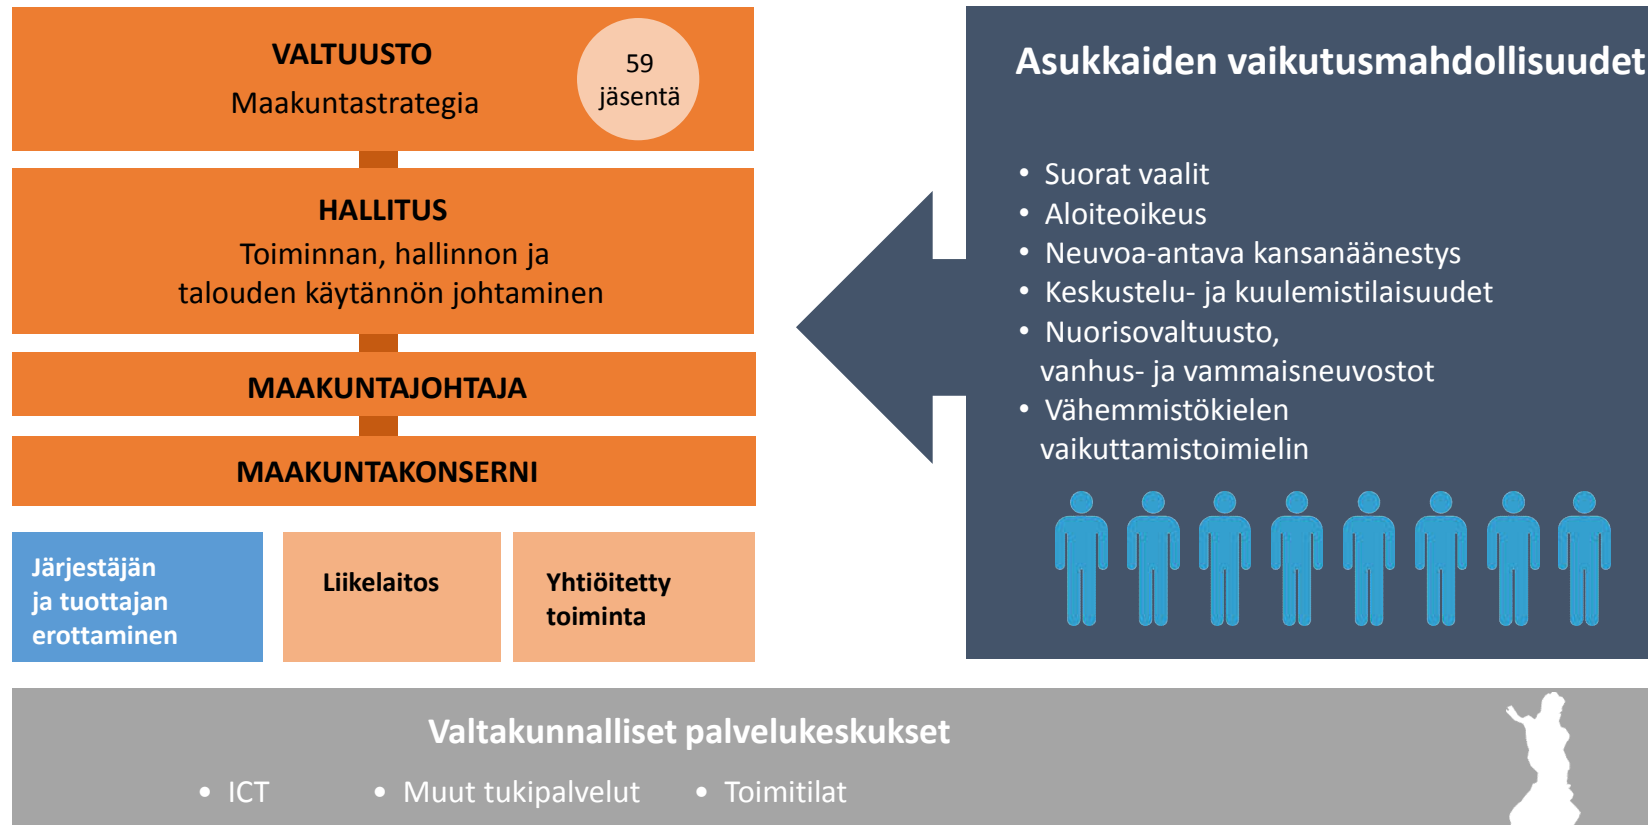 VALTUUSTO
Maakuntastrategia
59
jäsentä
HALLITUS
Toiminnan, hallinnon ja
talouden käytännön johtaminen
MAAKUNTAJOHTAJA
MAAKUNTAKONSERNI
Järjestäjän
ja tuottajan
erottaminen
Liikelaitos
Yhtiöitetty
toiminta
Asukkaiden vaikutusmahdollisuudet
• Suorat vaalit
• Aloiteoikeus
• Neuvoa-antava kansanäänestys
• Keskustelu- ja kuulemistilaisuudet
• Nuorisovaltuusto,
vanhus- ja vammaisneuvostot
• Vähemmistökielen
vaikuttamistoimielin
Valtakunnalliset palvelukeskukset
• ICT • Muut tukipalvelut • Toimitilat